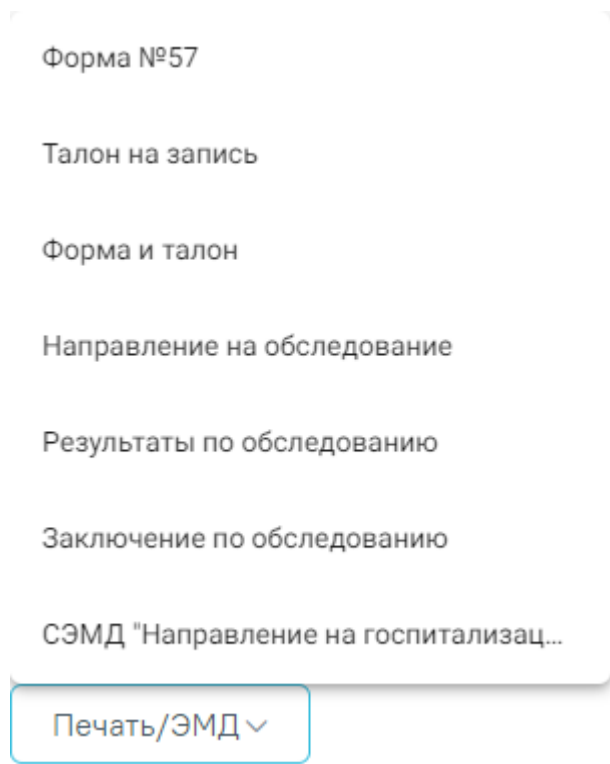 Форма №57
Талон на запись
Форма и талон
Направление на обследование
Результаты по обследованию
Заключение по обследованию
СЭМД "Направление на госпитализац...
Печать/ЭМД